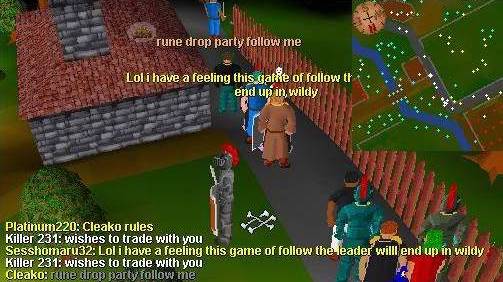 rune drop party follow me
Lol i have a feeling this game of follow th
end up in wildy
Platinum220: Cleako rules
Killer 231: wishes to trade with you
Sesshomaru32: Lol i have a feeling this game of follow the leader willl end up in wildy
Killer 231: wishes to trade with you
Cleako: rune drop party follow me